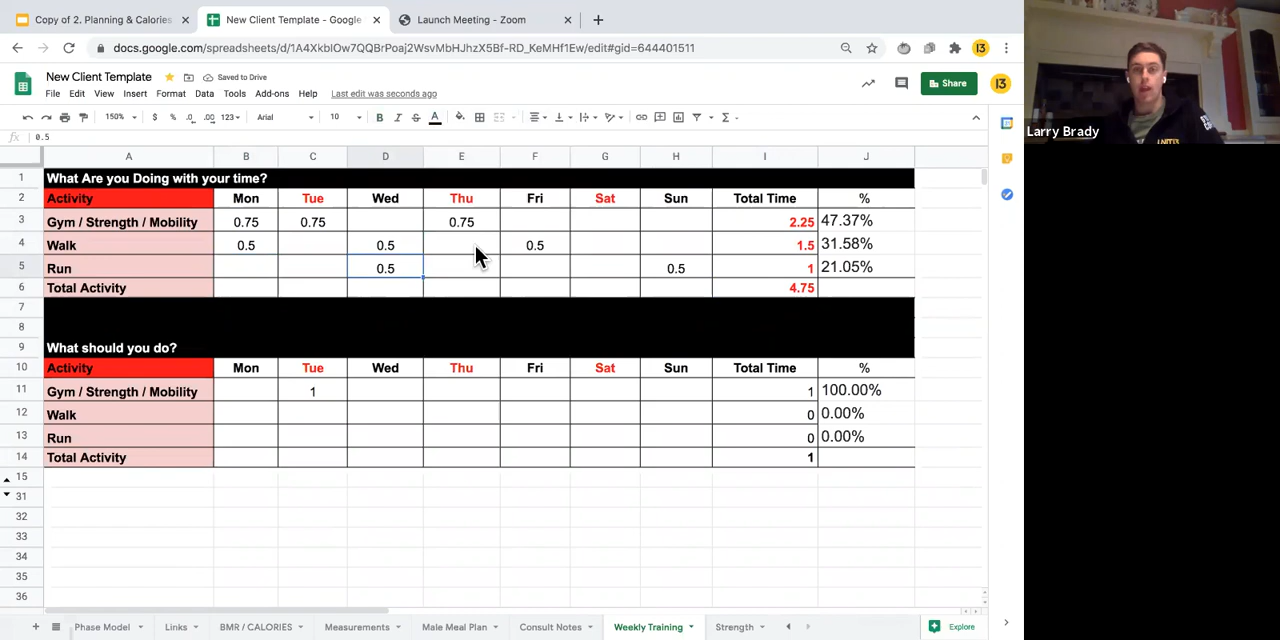 Copy of 2. Planning & Calories
New Client Template - Google
Launch Meeting - Zoom
docs.google.com/spreadsheets/d/1A4XkbIOw7QQBrPoaj2WsvMbHJhzX5Bf-RD_KeMHf1Ew/edit#gid=644401511
New Client Template
Saved to Drive
File Edit View Insert Format Data Tools Add-ons Help Last edit was seconds ago
Share
150% $ % .0 .00 123 Arial 10 B I S A
fx 0.5
A B C D E F G H I J
1 What Are you Doing with your time?
2 Activity Mon Tue Wed Thu Fri Sat Sun Total Time %
3 Gym / Strength / Mobility 0.75 0.75 0.75 2.25 47.37%
4 Walk 0.5 0.5 0.5 1.5 31.58%
5 Run 0.5 0.5 1 21.05%
6 Total Activity 4.75
7
8
9 What should you do?
10 Activity Mon Tue Wed Thu Fri Sat Sun Total Time %
11 Gym / Strength / Mobility 1 1 100.00%
12 Walk 0 0.00%
13 Run 0 0.00%
14 Total Activity 1
15
31
32
33
34
35
36
Phase Model Links BMR / CALORIES Measurements Male Meal Plan Consult Notes Weekly Training Strength Explore
Larry Brady